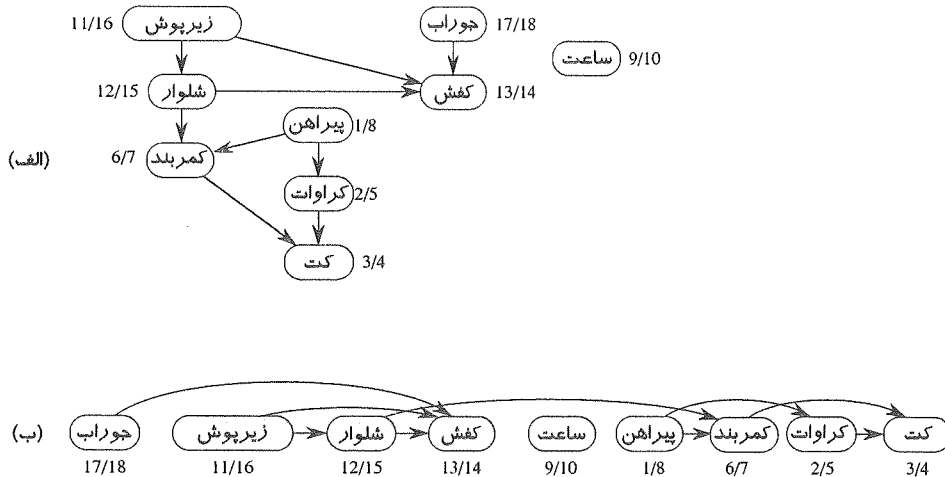 11/16 زیرپوش جوراب 17/18
ساعت 9/10
12/15 شلوار کفش 13/14
پیراهن 1/8
(الف) 6/7 کمربند
کراوات 2/5
کت 3/4
(ب) جوراب زیرپوش شلوار کفش ساعت پیراهن کمربند کراوات کت
17/18 11/16 12/15 13/14 9/10 1/8 6/7 2/5 3/4